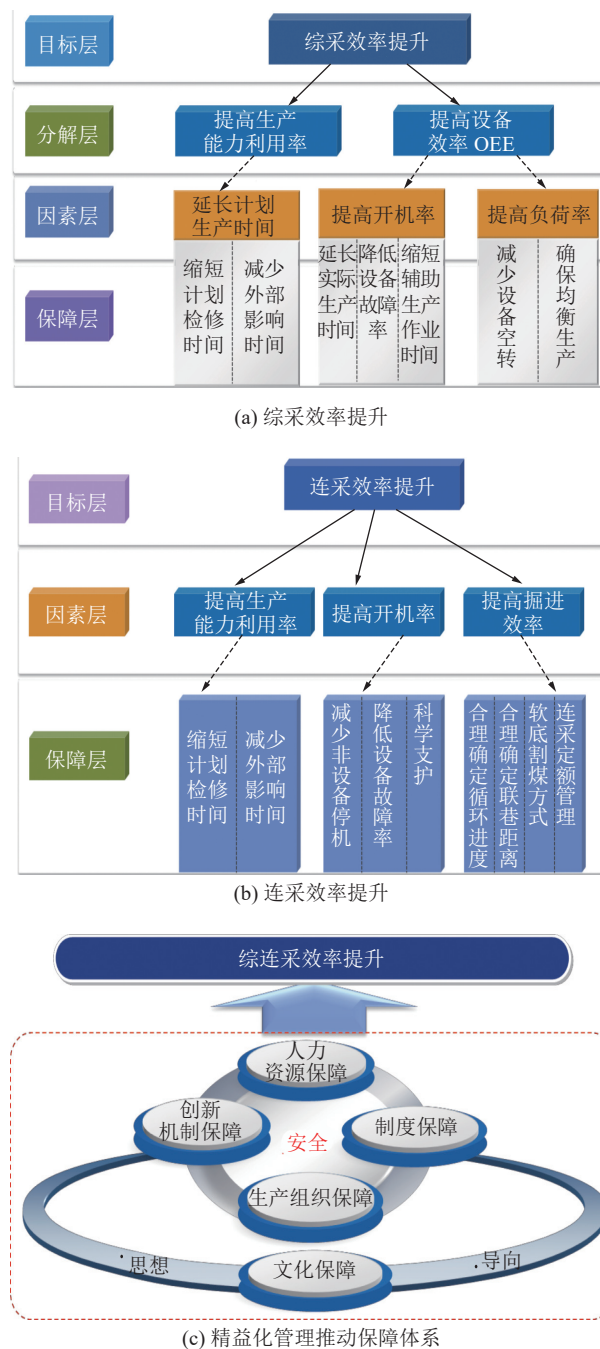 目标层
综采效率提升
分解层
提高生产
能力利用率
提高设备
效率 OEE
因素层
延长计划
生产时间
提高开机率
提高负荷率
保障层
缩短
计划
检修
时间
减少
外部
影响
时间
延长
实际
生产
时间
降低
设备
故障
率
缩短
辅助
生产
作业
时间
减少设备空转
确保均衡生产
(a) 综采效率提升
目标层
连采效率提升
因素层
提高生产
能力利用率
提高开机率
提高掘进
效率
保障层
缩短
计划
检修
时间
减少
外部
影响
时间
减少非设备停机
降低设备故障率
科学支护
合理确定循环进度
合理确定联巷距离
软底割煤方式
连采定额管理
(b) 连采效率提升
综连采效率提升
人力
资源保障
创新
机制保障
安全
制度保障
生产组织保障
思想
文化保障
导向
(c) 精益化管理推动保障体系